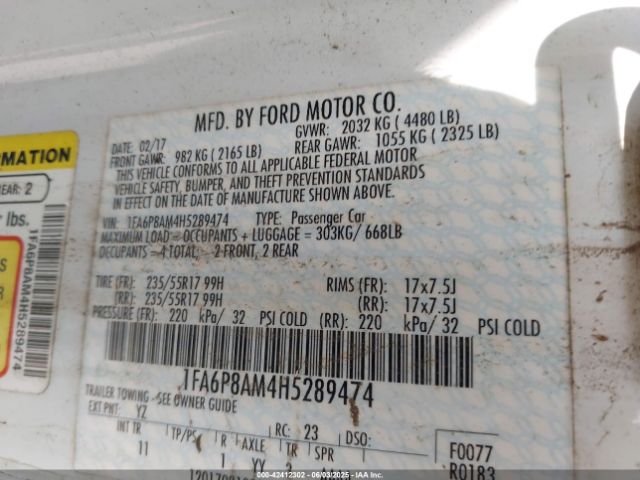 MFD. BY FORD MOTOR CO.
DATE: 02/17 GVWR: 2032 KG ( 4480 LB)
FRONT GAWR: 982 KG ( 2165 LB) REAR GAWR: 1055 KG ( 2325 LB)
THIS VEHICLE CONFORMS TO ALL APPLICABLE FEDERAL MOTOR
VEHICLE SAFETY, BUMPER, AND THEFT PREVENTION STANDARDS
IN EFFECT ON THE DATE OF MANUFACTURE SHOWN ABOVE.
VIN: 1FA6P8AM4H5289474 TYPE: Passenger Car
MAXIMUM LOAD = OCCUPANTS + LUGGAGE = 303KG/ 668LB
OCCUPANTS = 4 TOTAL, 2 FRONT, 2 REAR
TIRE (FR): 235/55R17 99H RIMS (FR): 17x7.5J
(RR): 235/55R17 99H (RR): 17x7.5J
PRESSURE (FR): 220 kPa/ 32 PSI COLD (RR): 220 kPa/ 32 PSI COLD
1FA6P8AM4H5289474
TRAILER TOWING - SEE OWNER GUIDE
EXT PNT: YZ RC: 23 DSO:
INT TR TP/PS R AXLE TR SPR F0077
11 1 YY R0183
ORMATION
REAR: 2
r lbs.
1FA6P8AM4H5289474
000-42412302 - 06/03/2025 - IAAI.COM